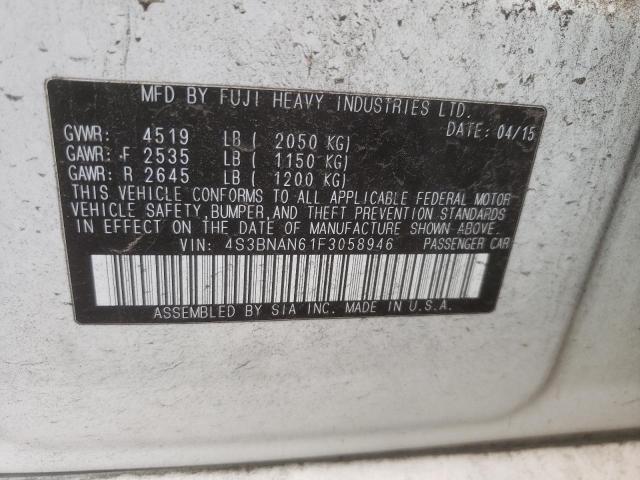 MFD BY FUJI HEAVY INDUSTRIES LTD.
DATE: 04/15
GVWR: 4519 LB ( 2050 KG)
GAWR: F 2535 LB ( 1150 KG)
GAWR: R 2645 LB ( 1200 KG)
THIS VEHICLE CONFORMS TO ALL APPLICABLE FEDERAL MOTOR
VEHICLE SAFETY, BUMPER, AND THEFT PREVENTION STANDARDS
IN EFFECT ON THE DATE OF MANUFACTURE SHOWN ABOVE.
VIN: 4S3BNAN61F3058946 PASSENGER CAR
ASSEMBLED BY SIA INC. MADE IN U.S.A.